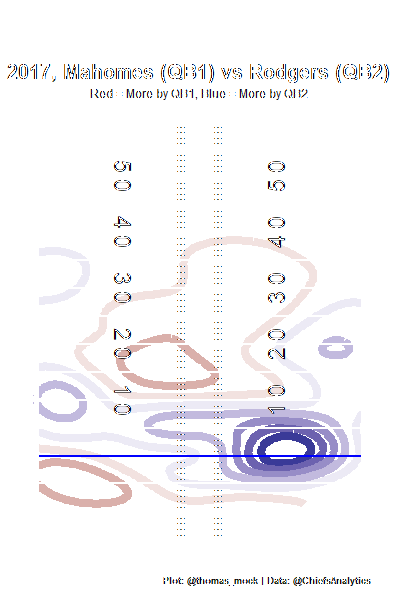 2017, Mahomes (QB1) vs Rodgers (QB2)
Red = More by QB1, Blue = More by QB2
50 50
40 40
30 30
20 20
10 10
Plot: @thomas_mock | Data: @ChiefsAnalytics